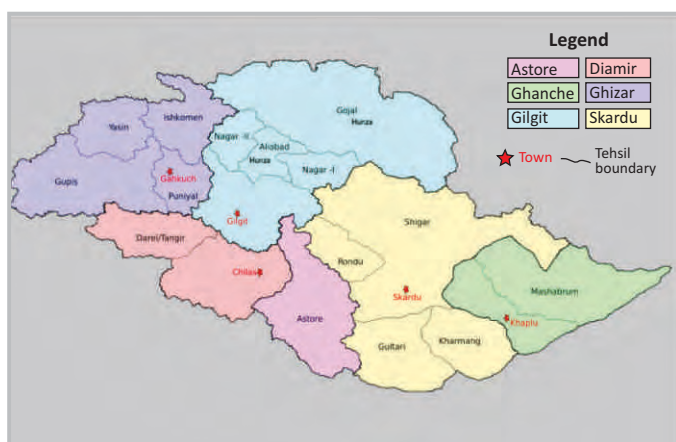 Legend
Astore
Diamir
Ghanche
Ghizar
Gilgit
Skardu
Town
Tehsil
boundary
Yasin
Ishkomen
Gupis
Gahkuch
Puniyal
Gojal
Hunza
Nagar -II
Aliabad
Hunza
Nagar -I
Gilgit
Darel/Tangir
Chilas
Astore
Rondu
Shigar
Skardu
Gultari
Kharmang
Mashabrum
Khaplu